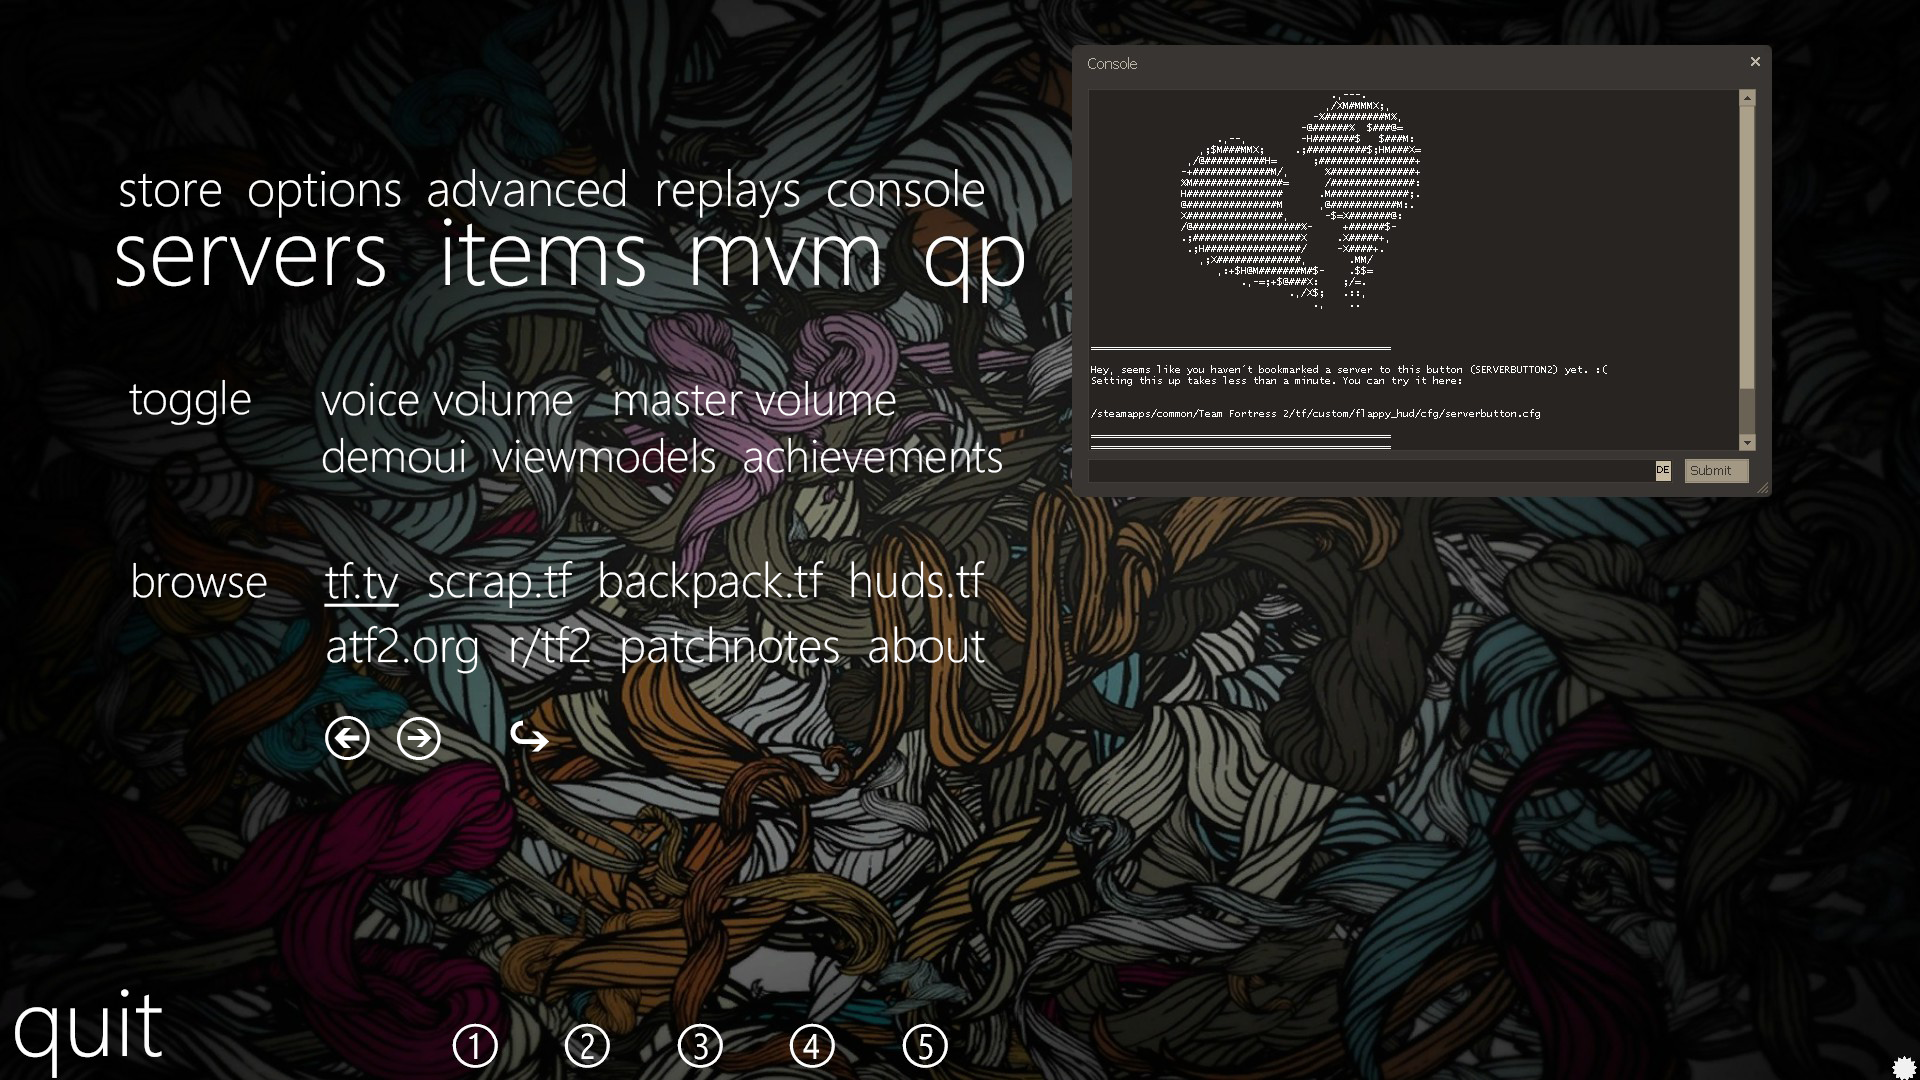 store options advanced replays console
servers items mvm qp
toggle voice volume master volume
demoui viewmodels achievements
browse tf.tv scrap.tf backpack.tf huds.tf
atf2.org r/tf2 patchnotes about
quit 1 2 3 4 5
Console
Hey, seems like you haven't bookmarked a server to this button (SERVERBUTTON2) yet. :(
Setting this up takes less than a minute. You can try it here:
/steamapps/common/Team Fortress 2/tf/custom/flappy_hud/cfg/serverbutton.cfg
DE Submit